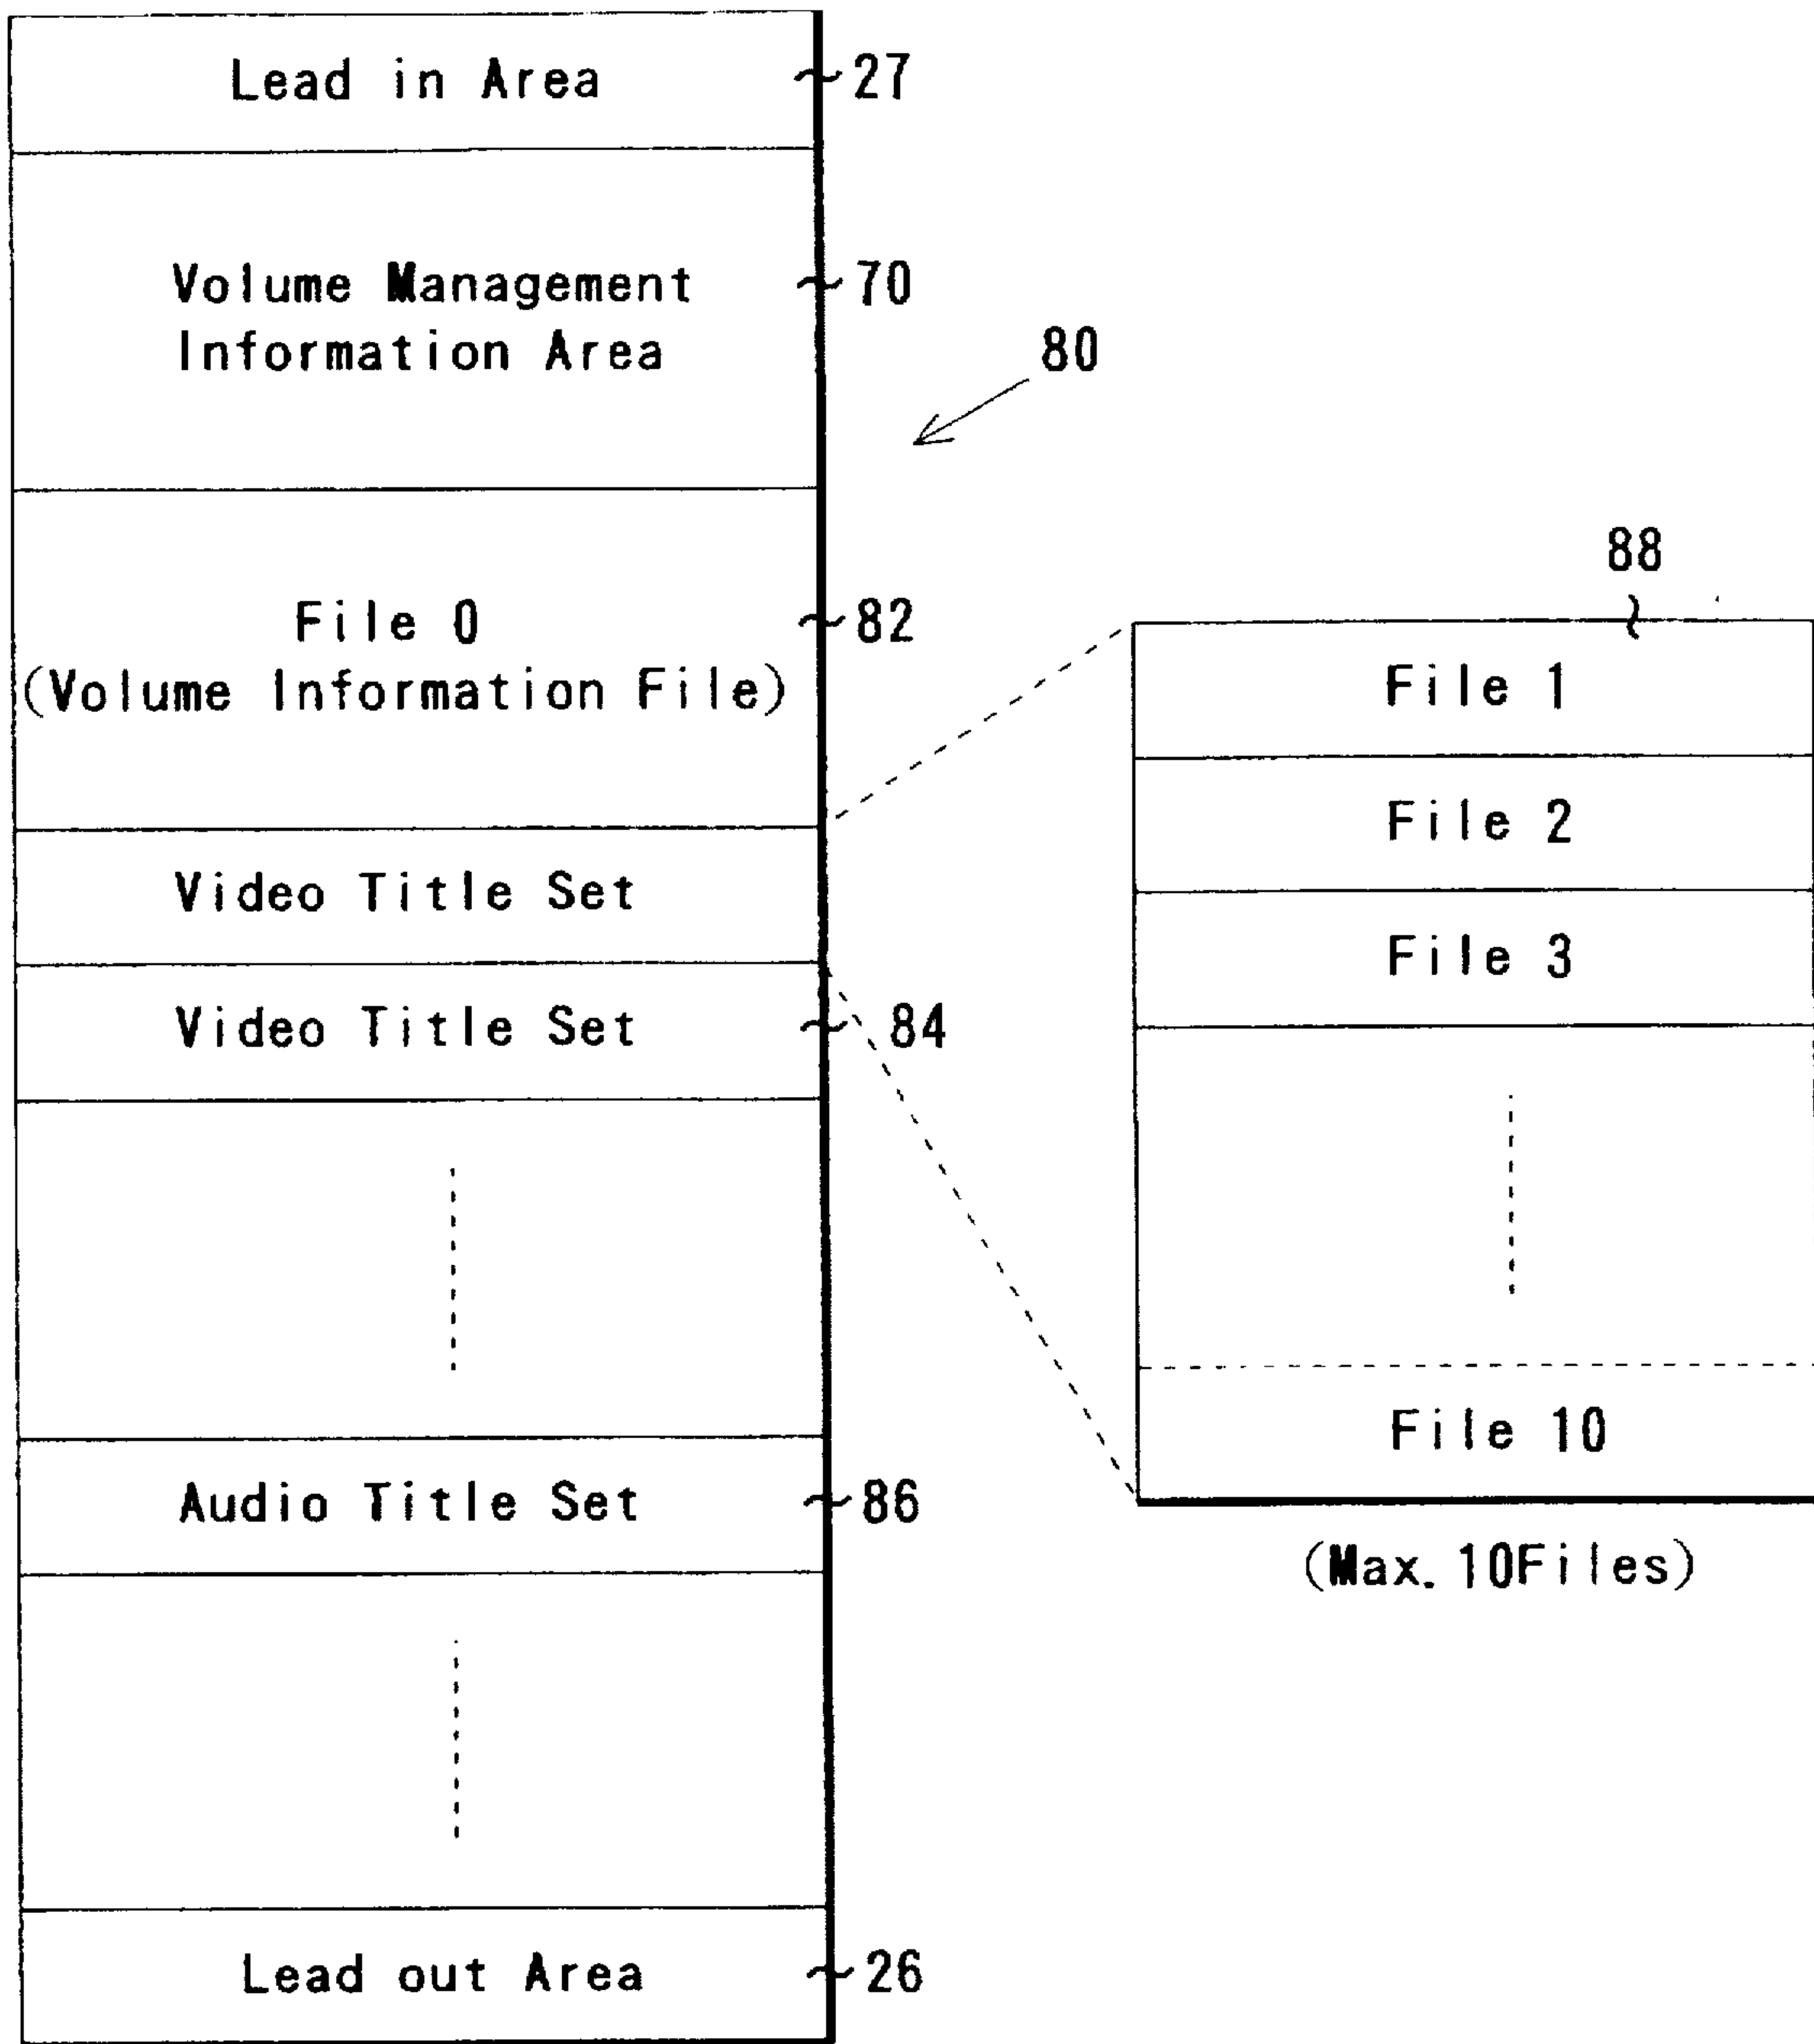 Lead in Area
27
Volume Management
Information Area
70
80
File 0
(Volume Information File)
82
Video Title Set
Video Title Set
84
Audio Title Set
86
Lead out Area
26
88
File 1
File 2
File 3
File 10
(Max. 10Files)